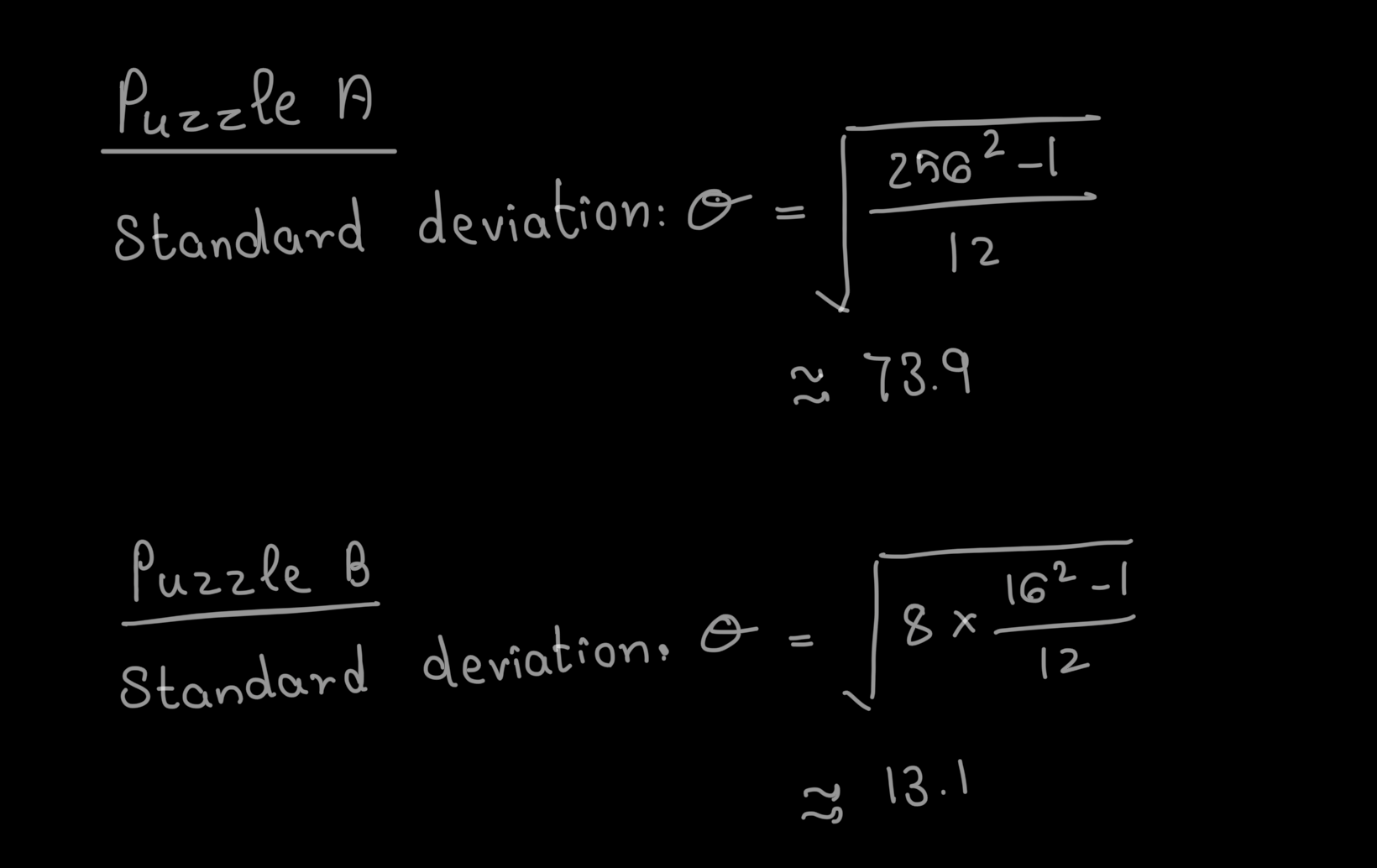 Puzzle A
Standard deviation: σ = √((256² - 1)/12)
≈ 73.9
Puzzle B
Standard deviation: σ = √(8 × (16² - 1)/12)
≈ 13.1